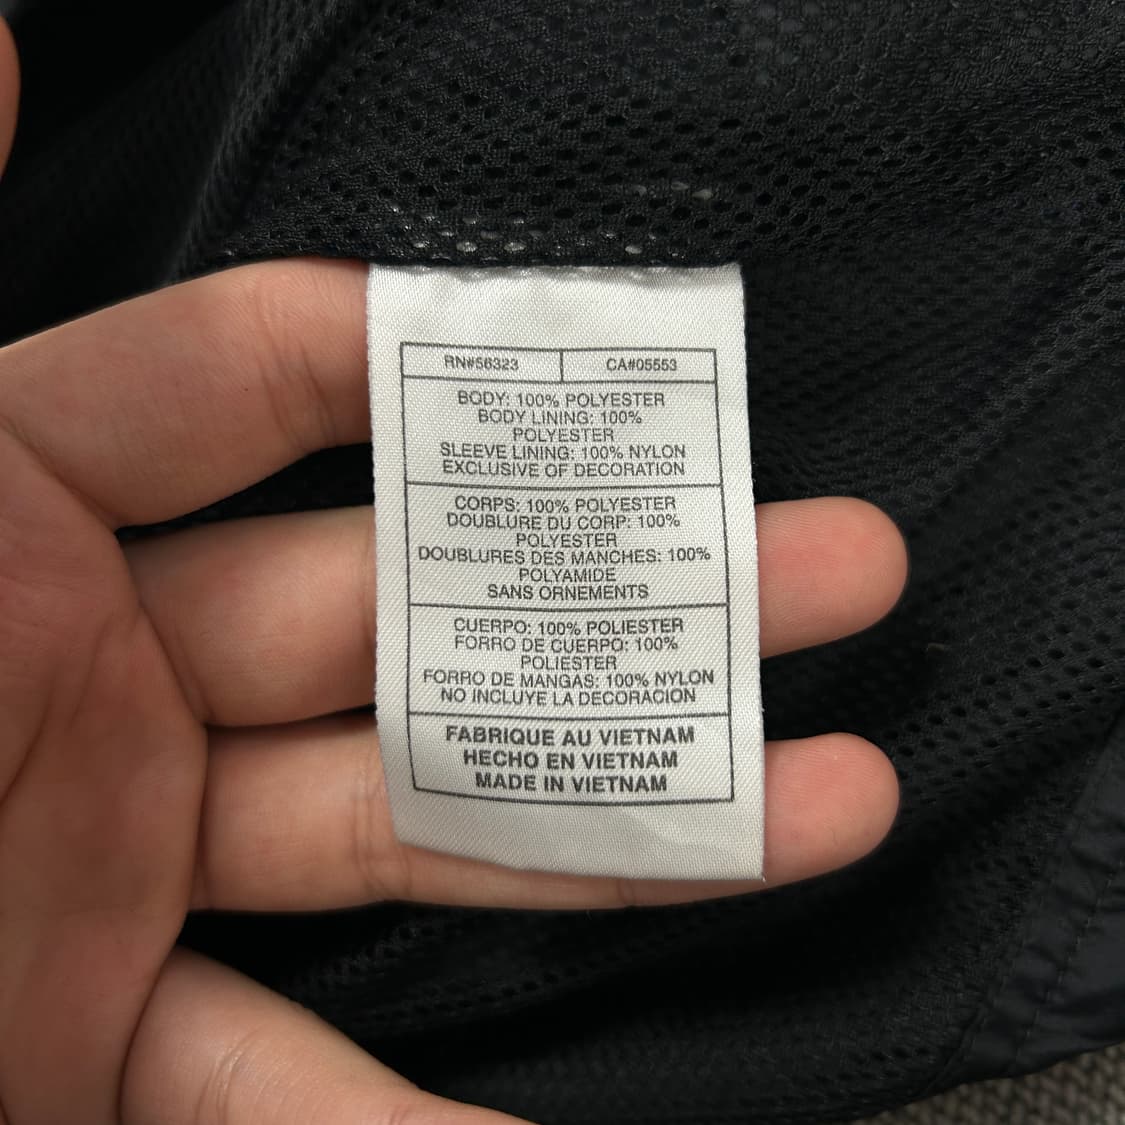 RN#56323 CA#05553
BODY: 100% POLYESTER
BODY LINING: 100%
POLYESTER
SLEEVE LINING: 100% NYLON
EXCLUSIVE OF DECORATION
CORPS: 100% POLYESTER
DOUBLURE DU CORP: 100%
POLYESTER
DOUBLURES DES MANCHES: 100%
POLYAMIDE
SANS ORNEMENTS
CUERPO: 100% POLIESTER
FORRO DE CUERPO: 100%
POLIESTER
FORRO DE MANGAS: 100% NYLON
NO INCLUYE LA DECORACION
FABRIQUE AU VIETNAM
HECHO EN VIETNAM
MADE IN VIETNAM